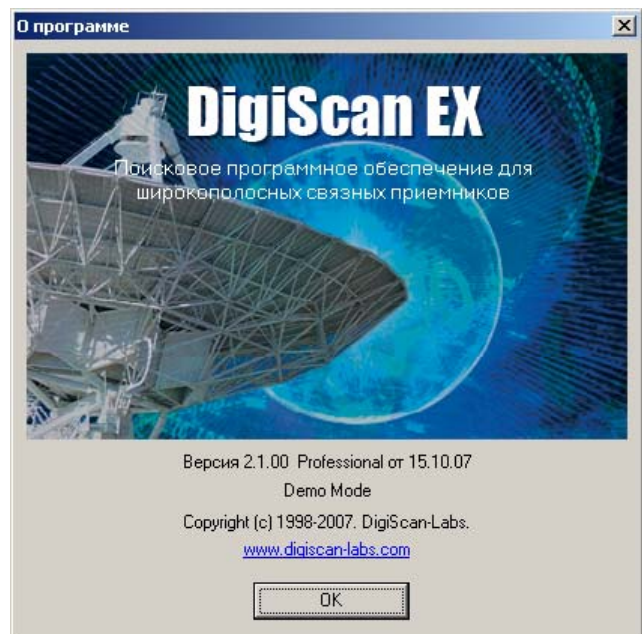 О программе
DigiScan EX
Поисковое программное обеспечение для
широкополосных связных приемников
Версия 2.1.00 Professional от 15.10.07
Demo Mode
Copyright (c) 1998-2007. DigiScan-Labs.
www.digiscan-labs.com
OK